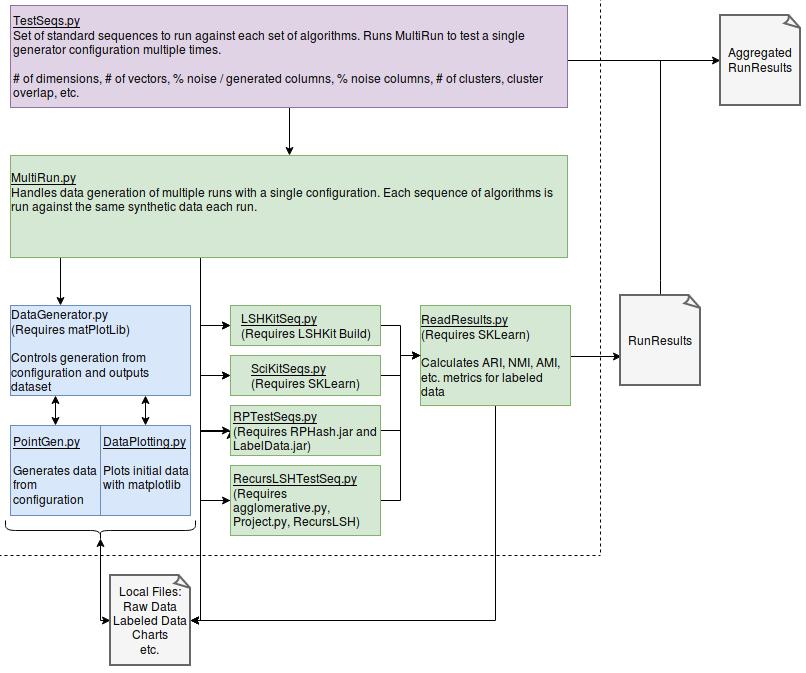 TestSeqs.py
Set of standard sequences to run against each set of algorithms. Runs MultiRun to test a single
generator configuration multiple times.
# of dimensions, # of vectors, % noise / generated columns, % noise columns, # of clusters, cluster
overlap, etc.
Aggregated
RunResults
MultiRun.py
Handles data generation of multiple runs with a single configuration. Each sequence of algorithms is
run against the same synthetic data each run.
DataGenerator.py
(Requires matPlotLib)
Controls generation from
configuration and outputs
dataset
LSHKitSeq.py
(Requires LSHKit Build)
SciKitSeqs.py
(Requires SKLearn)
RPTestSeqs.py
(Requires RPHash.jar and
LabelData.jar)
RecursLSHTestSeq.py
(Requires
agglomerative.py,
Project.py, RecursLSH)
ReadResults.py
(Requires SKLearn)
Calculates ARI, NMI, AMI,
etc. metrics for labeled
data
RunResults
PointGen.py
Generates data
from
configuration
DataPlotting.py
Plots initial data
with matplotlib
Local Files:
Raw Data
Labeled Data
Charts
etc.